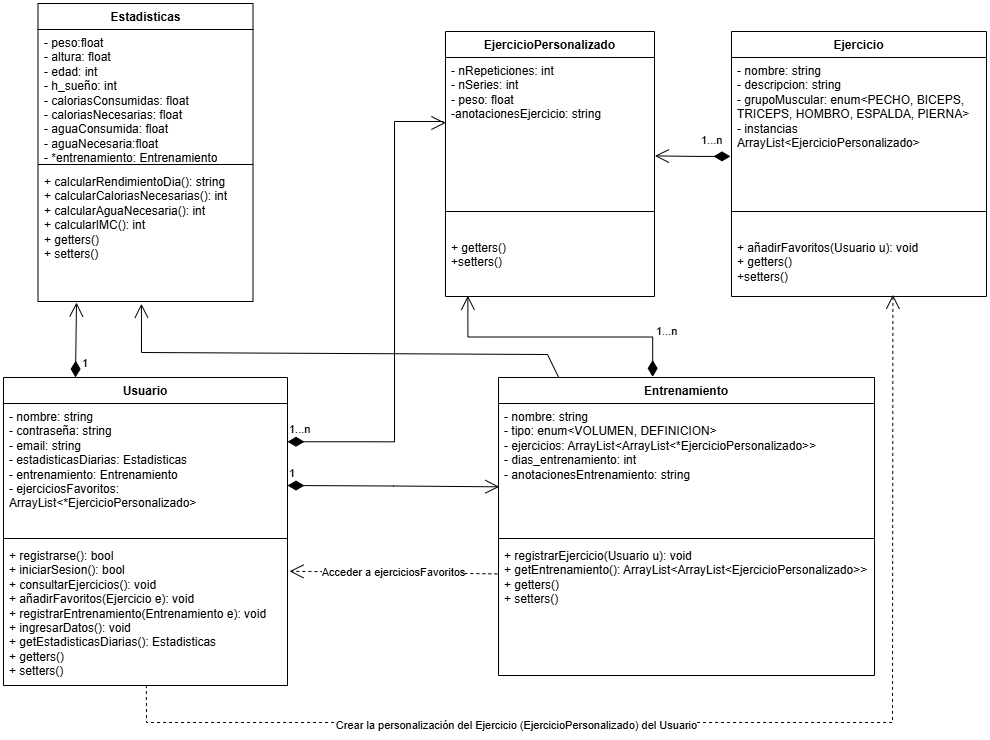 Estadisticas
- peso:float
- altura: float
- edad: int
- h_sueño: int
- caloriasConsumidas: float
- caloriasNecesarias: float
- aguaConsumida: float
- aguaNecesaria:float
- *entrenamiento: Entrenamiento
+ calcularRendimientoDia(): string
+ calcularCaloriasNecesarias(): int
+ calcularAguaNecesaria(): int
+ calcularIMC(): int
+ getters()
+ setters()
EjercicioPersonalizado
- nRepeticiones: int
- nSeries: int
- peso: float
-anotacionesEjercicio: string
+ getters()
+setters()
1...n
Ejercicio
- nombre: string
- descripcion: string
- grupoMuscular: enum<PECHO, BICEPS,
TRICEPS, HOMBRO, ESPALDA, PIERNA>
- instancias
ArrayList<EjercicioPersonalizado>
+ añadirFavoritos(Usuario u): void
+ getters()
+setters()
1
1...n
Usuario
- nombre: string
- contraseña: string
- email: string
- estadisticasDiarias: Estadisticas
- entrenamiento: Entrenamiento
- ejerciciosFavoritos:
ArrayList<*EjercicioPersonalizado>
+ registrarse(): bool
+ iniciarSesion(): bool
+ consultarEjercicios(): void
+ añadirFavoritos(Ejercicio e): void
+ registrarEntrenamiento(Entrenamiento e): void
+ ingresarDatos(): void
+ getEstadisticasDiarias(): Estadisticas
+ getters()
+ setters()
1...n
1
Acceder a ejerciciosFavoritos
Entrenamiento
- nombre: string
- tipo: enum<VOLUMEN, DEFINICION>
- ejercicios: ArrayList<ArrayList<*EjercicioPersonalizado>>
- dias_entrenamiento: int
- anotacionesEntrenamiento: string
+ registrarEjercicio(Usuario u): void
+ getEntrenamiento(): ArrayList<ArrayList<EjercicioPersonalizado>>
+ getters()
+ setters()
Crear la personalización del Ejercicio (EjercicioPersonalizado) del Usuario